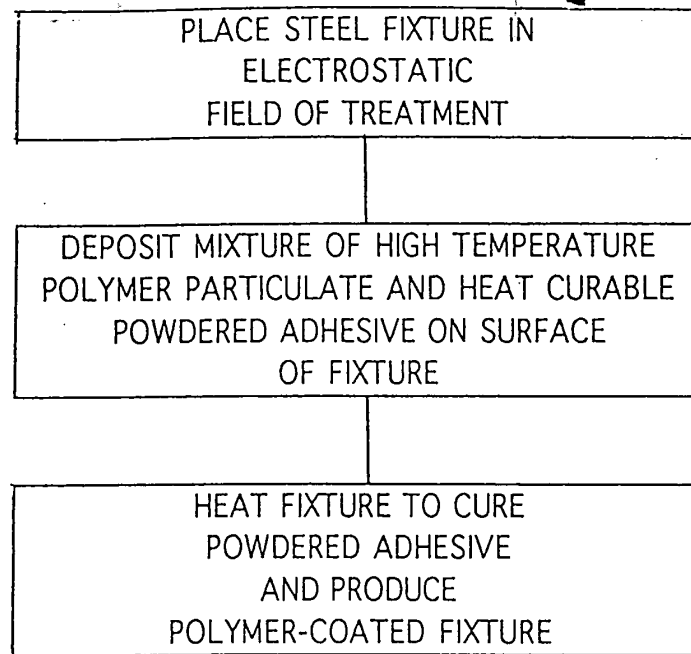 PLACE STEEL FIXTURE IN
ELECTROSTATIC
FIELD OF TREATMENT
DEPOSIT MIXTURE OF HIGH TEMPERATURE
POLYMER PARTICULATE AND HEAT CURABLE
POWDERED ADHESIVE ON SURFACE
OF FIXTURE
HEAT FIXTURE TO CURE
POWDERED ADHESIVE
AND PRODUCE
POLYMER-COATED FIXTURE